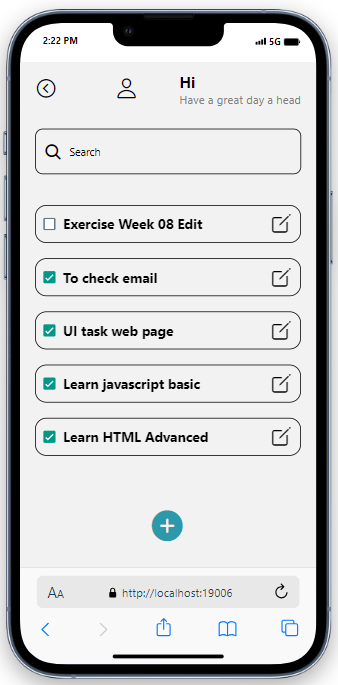 2:22 PM
5G
Hi
Have a great day a head
Search
Exercise Week 08 Edit
To check email
UI task web page
Learn javascript basic
Learn HTML Advanced
AA
http://localhost:19006